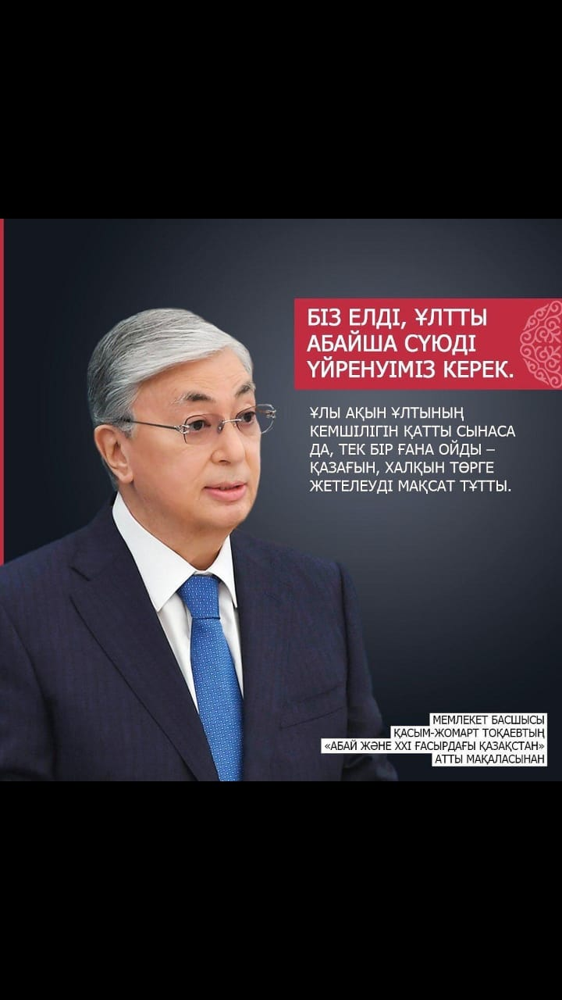 БІЗ ЕЛДІ, ҰЛТТЫ
АБАЙША СҮЮДІ
ҮЙРЕНУІМІЗ КЕРЕК.
ҰЛЫ АҚЫН ҰЛТЫНЫҢ
КЕМШІЛІГІН ҚАТТЫ СЫНАСА
ДА, ТЕК БІР ҒАНА ОЙДЫ –
ҚАЗАҒЫН, ХАЛҚЫН ТӨРГЕ
ЖЕТЕЛЕУДІ МАҚСАТ ТҰТТЫ.
МЕМЛЕКЕТ БАСШЫСЫ
ҚАСЫМ-ЖОМАРТ ТОҚАЕВТЫҢ
«АБАЙ ЖӘНЕ XXI ҒАСЫРДАҒЫ ҚАЗАҚСТАН»
АТТЫ МАҚАЛАСЫНАН